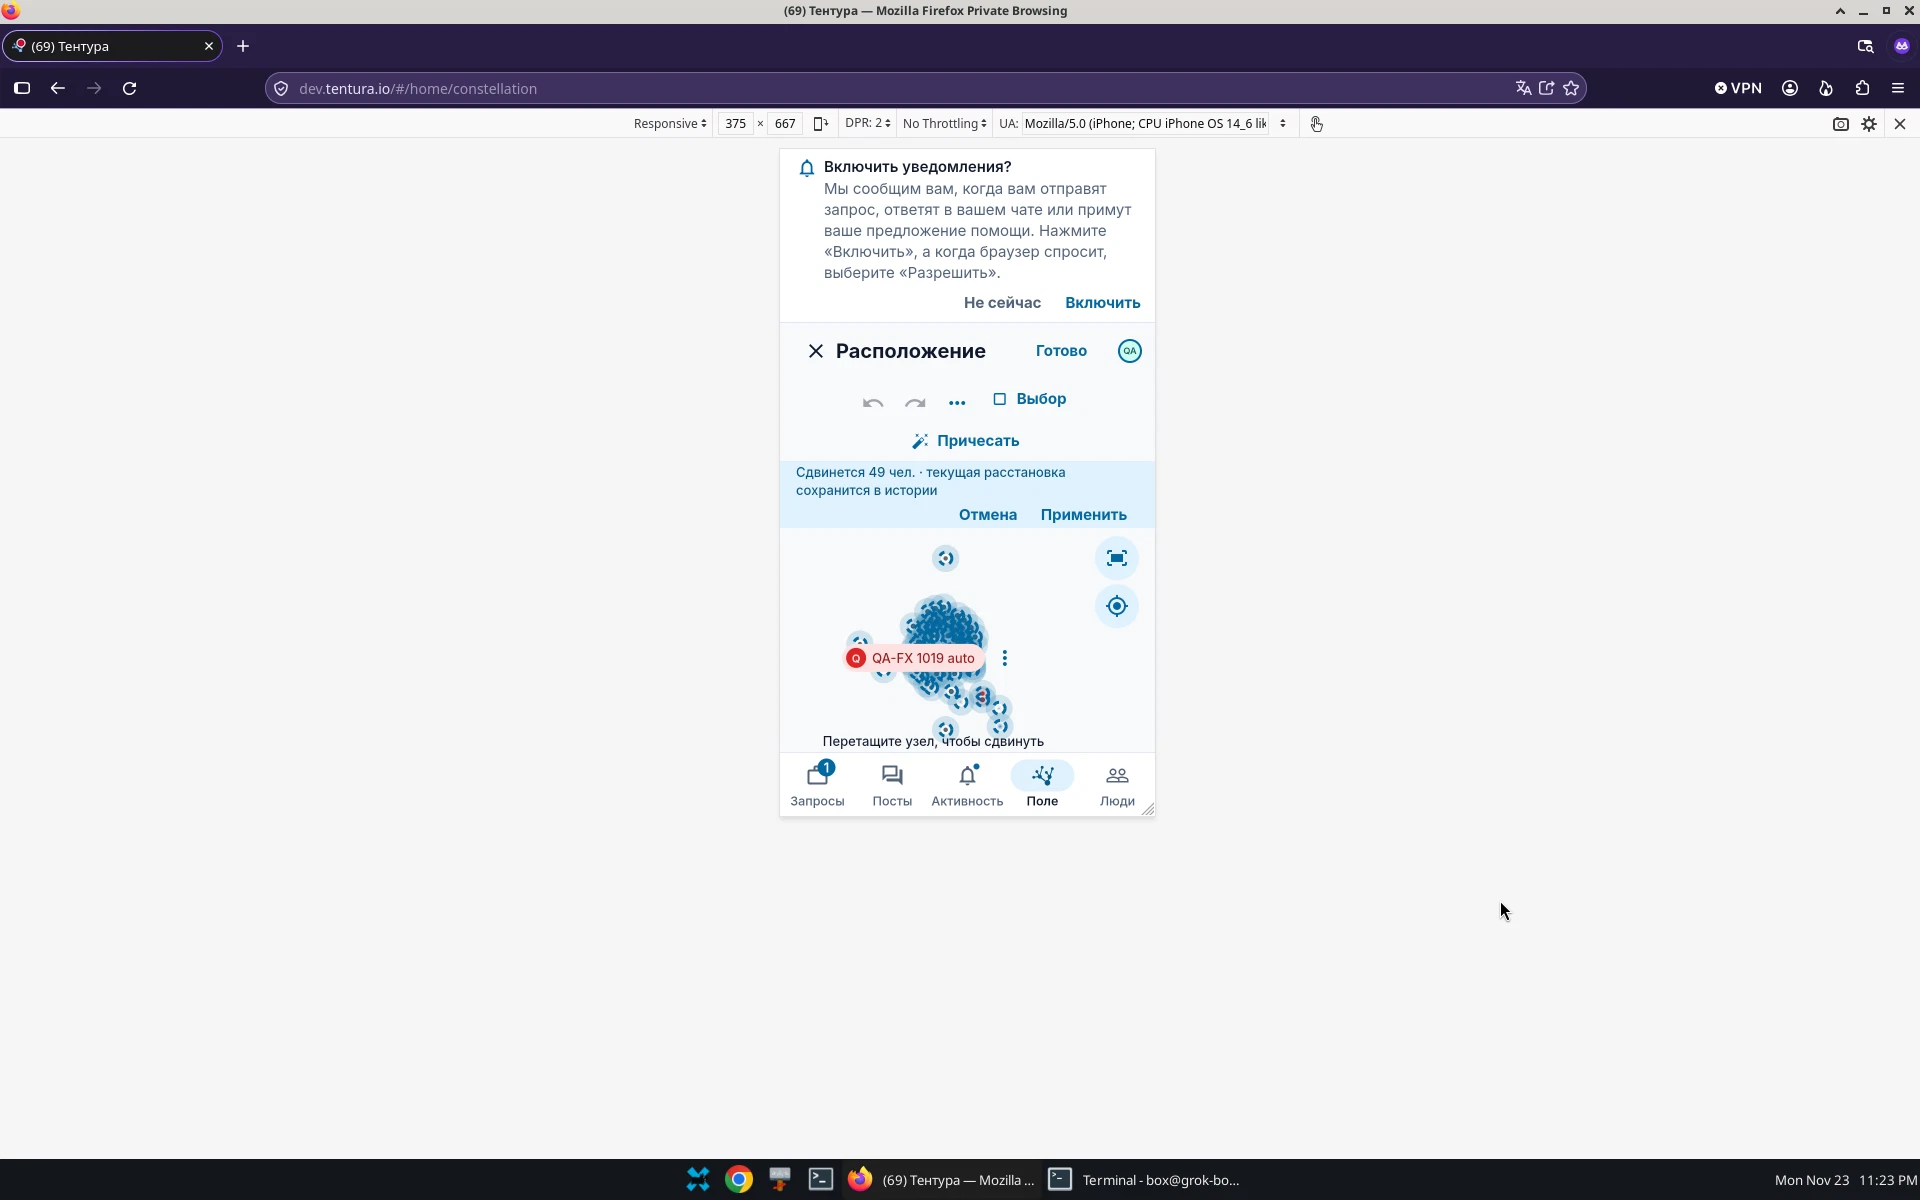 (69) Тентура — Mozilla Firefox Private Browsing
(69) Тентура
dev.tentura.io/#/home/constellation
VPN
Responsive 375 × 667 DPR: 2 No Throttling UA: Mozilla/5.0 (iPhone; CPU iPhone OS 14_6 lik
Включить уведомления?
Мы сообщим вам, когда вам отправят
запрос, ответят в вашем чате или примут
ваше предложение помощи. Нажмите
«Включить», а когда браузер спросит,
выберите «Разрешить».
Не сейчас Включить
Расположение Готово QA
Выбор
Причесать
Сдвинется 49 чел. · текущая расстановка
сохранится в истории
Отмена Применить
Q QA-FX 1019 auto
Перетащите узел, чтобы сдвинуть
1
Запросы Посты Активность Поле Люди
(69) Тентура — Mozilla ... Terminal - box@grok-bo... Mon Nov 23 11:23 PM